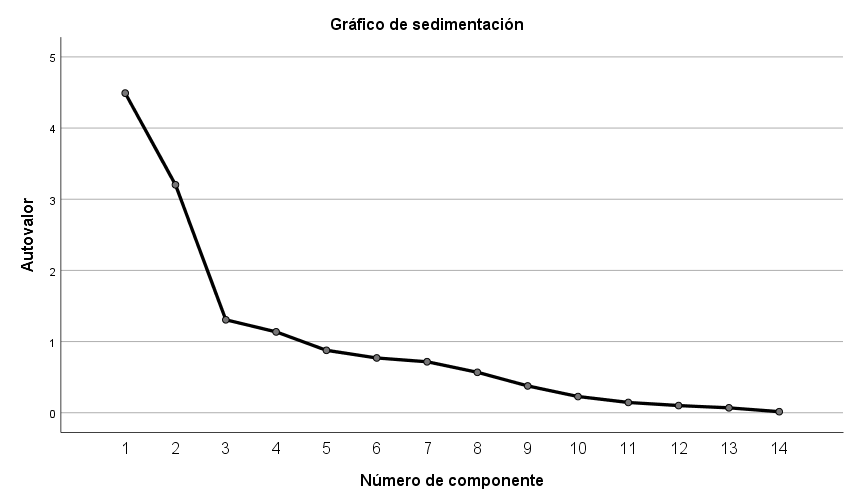 Gráfico de sedimentación
5
4
3
2
1
0
Autovalor
1 2 3 4 5 6 7 8 9 10 11 12 13 14
Número de componente